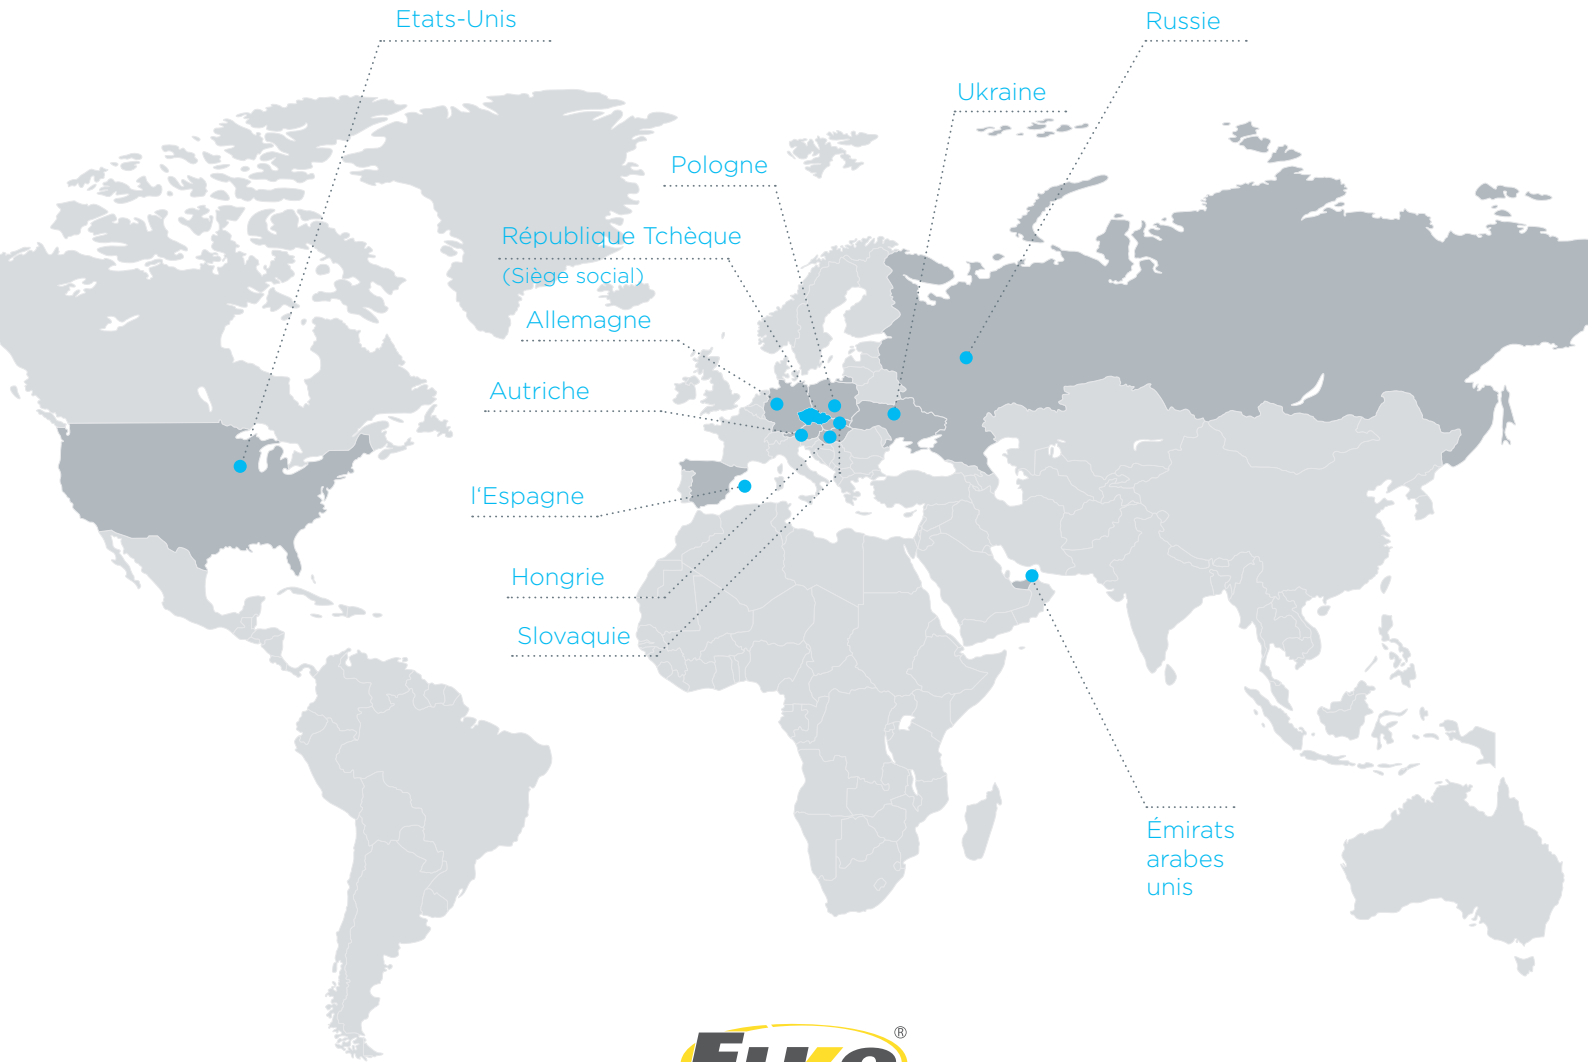 Etats-Unis
Russie
Ukraine
Pologne
République Tchèque
(Siège social)
Allemagne
Autriche
l‘Espagne
Hongrie
Slovaquie
Émirats
arabes
unis
®